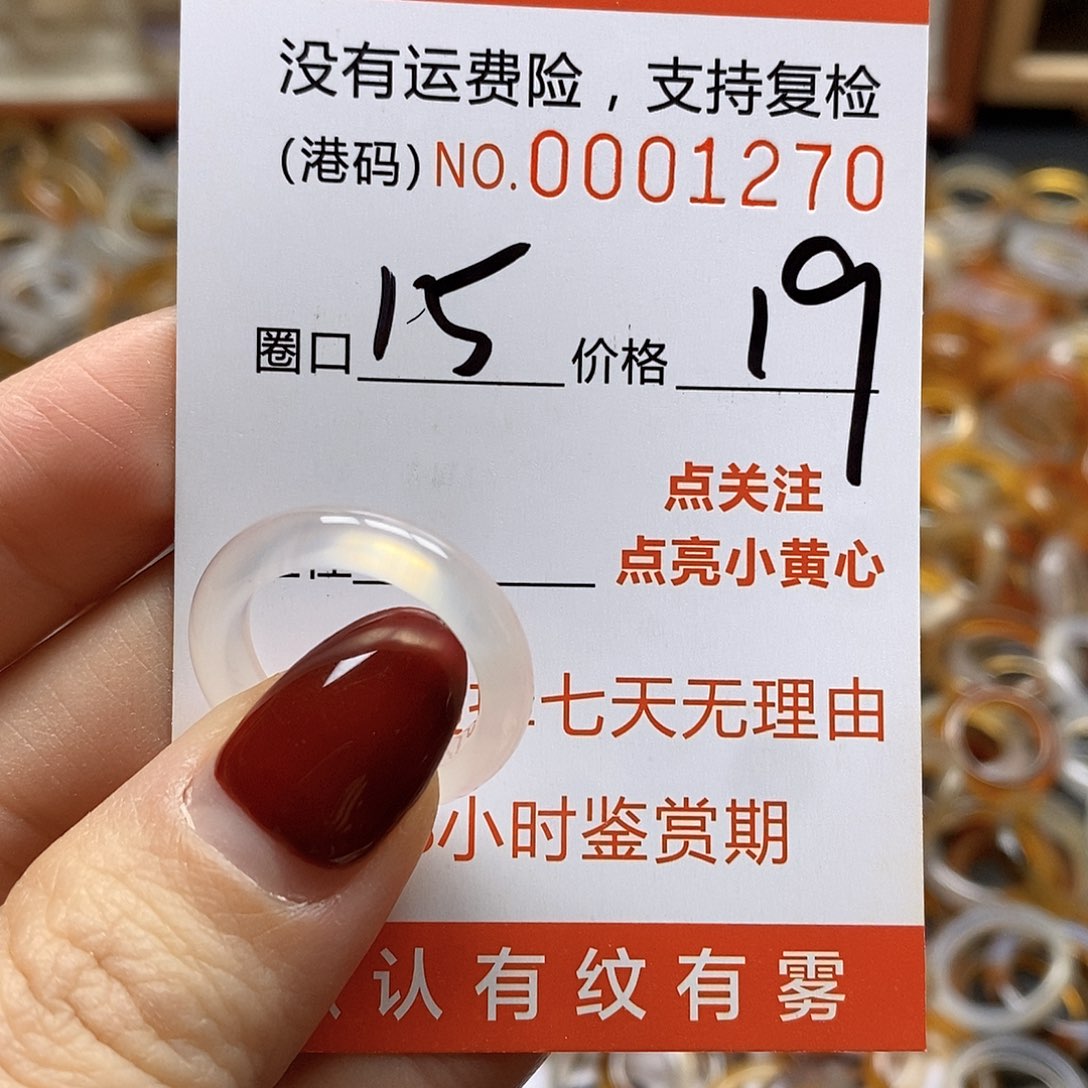 没有运费险，支持复检
(港码) NO.0001270
圈口 15 价格 19
点关注
点亮小黄心
七天无理由
小时鉴赏期
认有纹有雾